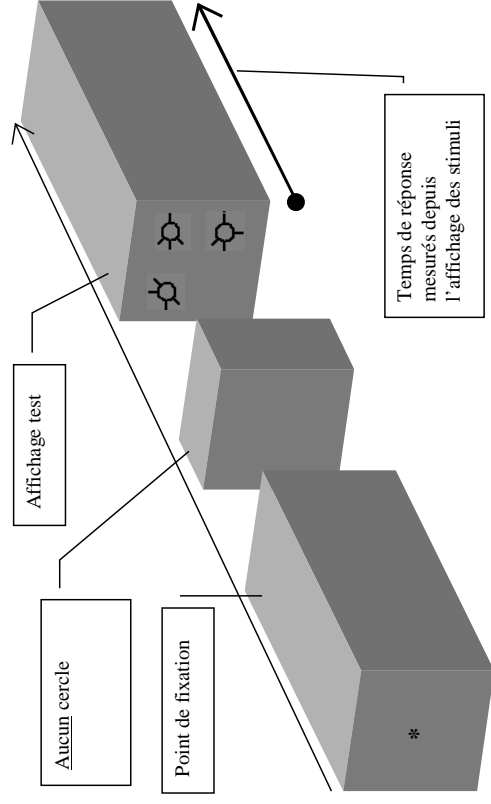 Point de fixation
Aucun cercle
Affichage test
Temps de réponse
mesurés depuis
l'affichage des stimuli
*